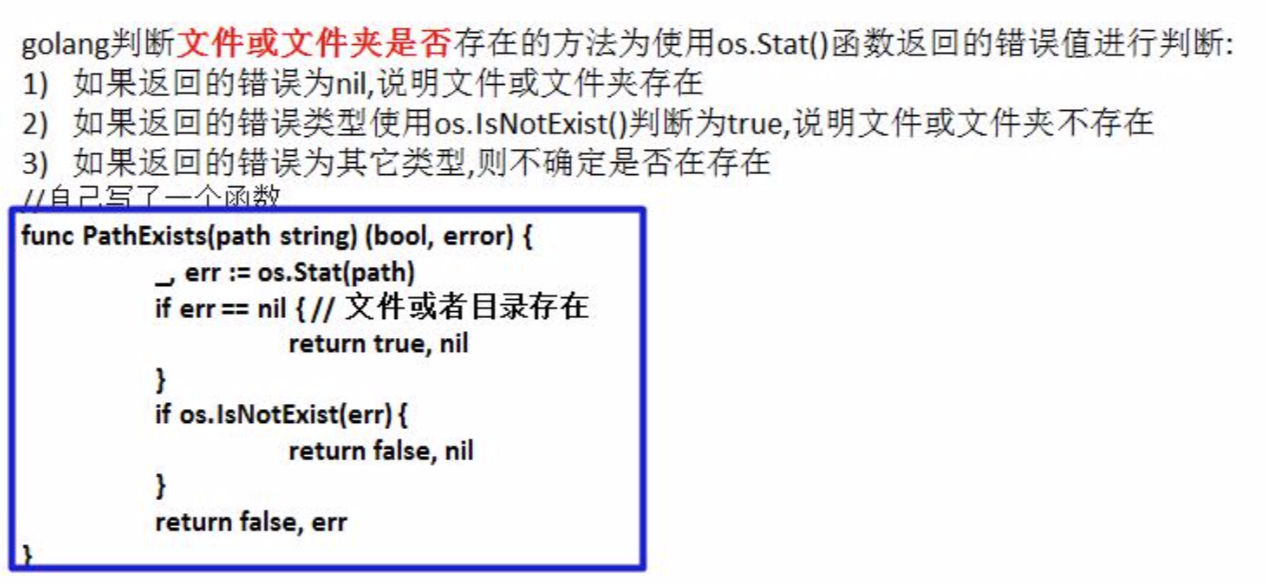 golang判断文件或文件夹是否存在的方法为使用os.Stat()函数返回的错误值进行判断:
1) 如果返回的错误为nil,说明文件或文件夹存在
2) 如果返回的错误类型使用os.IsNotExist()判断为true,说明文件或文件夹不存在
3) 如果返回的错误为其它类型,则不确定是否在存在
//自己写了一个函数
func PathExists(path string) (bool, error) {
_, err := os.Stat(path)
if err == nil { // 文件或者目录存在
return true, nil
}
if os.IsNotExist(err) {
return false, nil
}
return false, err
}